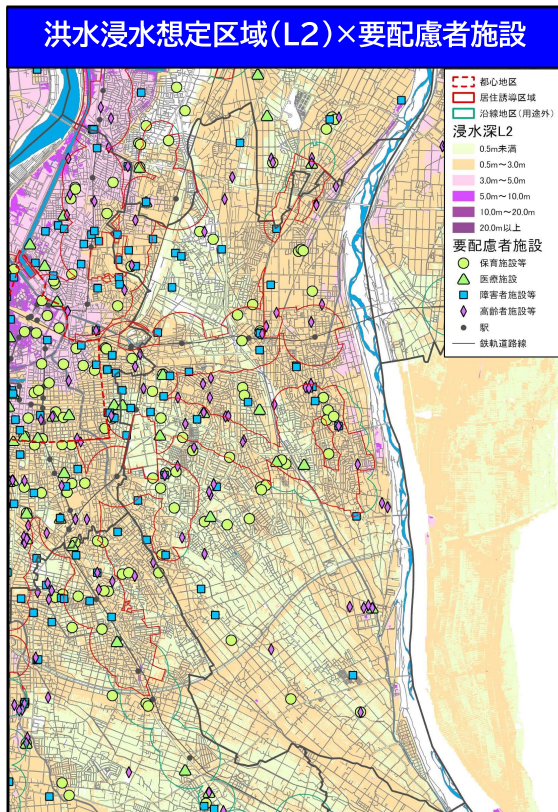 洪水浸水想定区域(L2)×要配慮者施設
都心地区
居住誘導区域
沿線地区(用途外)
浸水深L2
0.5m未満
0.5m～3.0m
3.0m～5.0m
5.0m～10.0m
10.0m～20.0m
20.0m以上
要配慮者施設
保育施設等
医療施設
障害者施設等
高齢者施設等
駅
鉄軌道路線